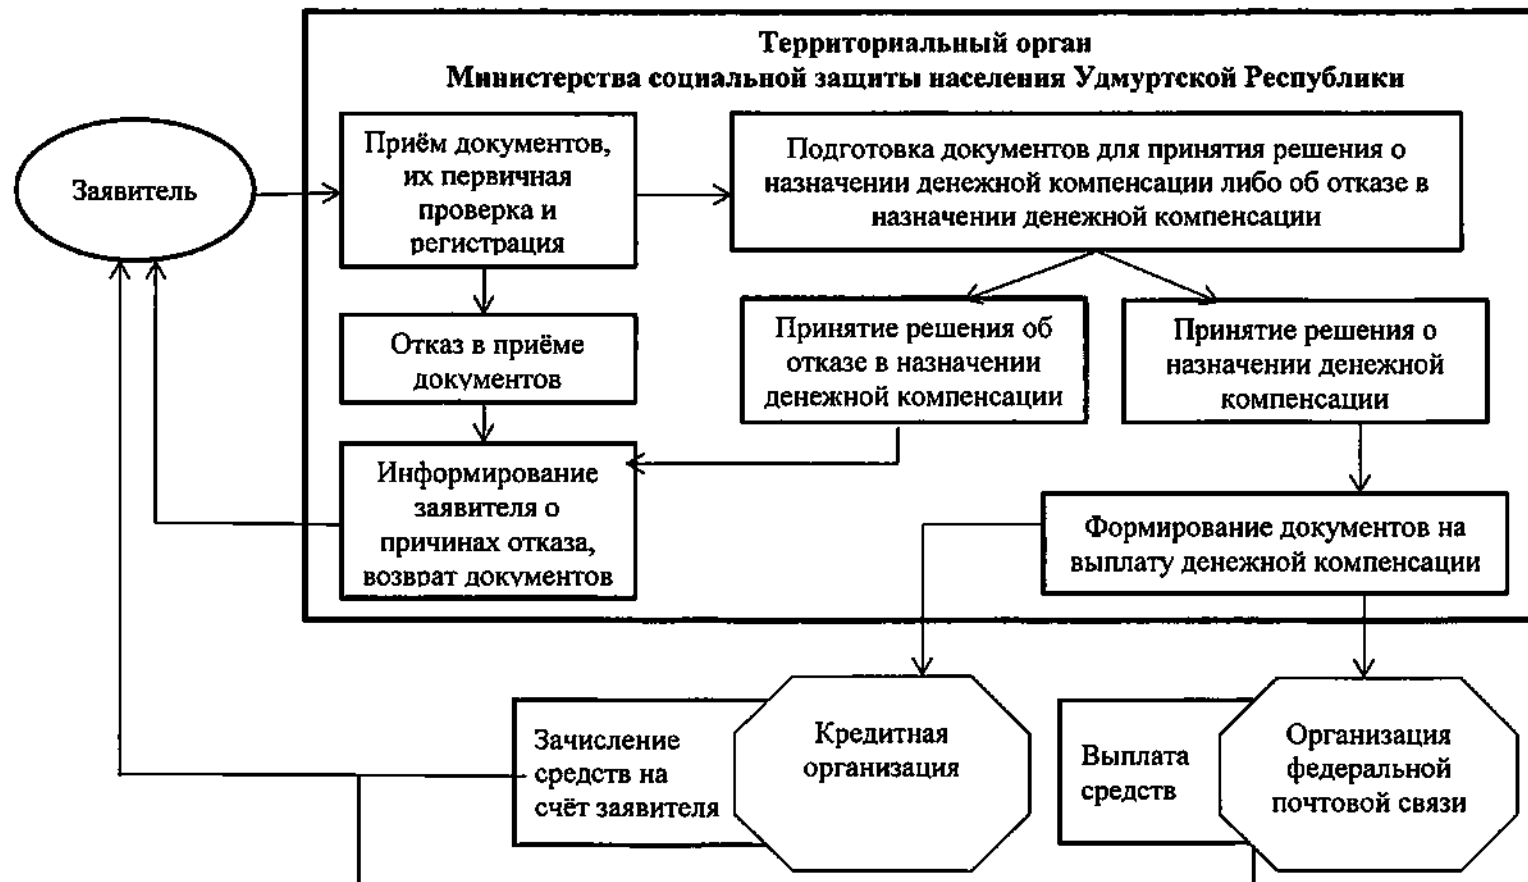 Территориальный орган
Министерства социальной защиты населения Удмуртской Республики
Заявитель
Приём документов,
их первичная
проверка и
регистрация
Подготовка документов для принятия решения о
назначении денежной компенсации либо об отказе в
назначении денежной компенсации
Отказ в приёме
документов
Принятие решения об
отказе в назначении
денежной компенсации
Принятие решения о
назначении денежной
компенсации
Информирование
заявителя о
причинах отказа,
возврат документов
Формирование документов на
выплату денежной компенсации
Зачисление
средств на
счёт заявителя
Кредитная
организация
Выплата
средств
Организация
федеральной
почтовой связи